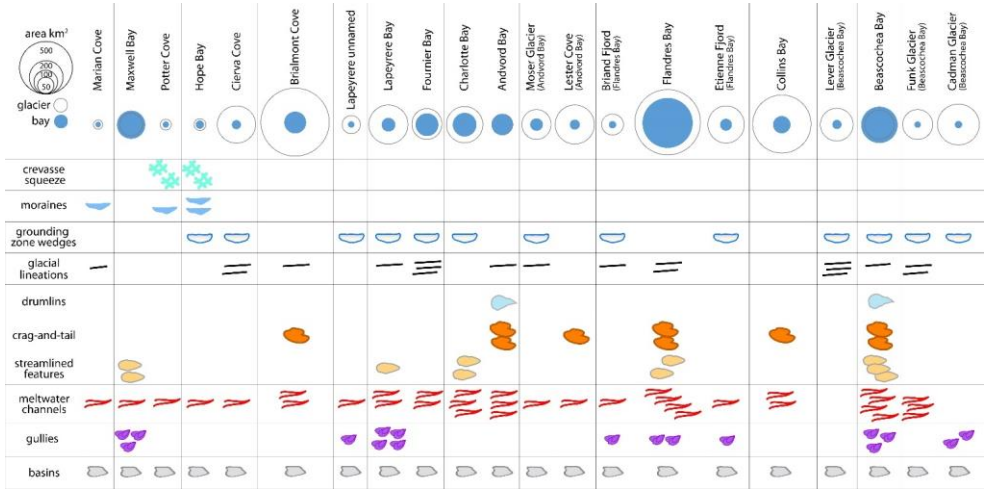 area km²
500
200
100
50
glacier
bay
Marian Cove
Maxwell Bay
Potter Cove
Hope Bay
Cierva Cove
Brialmont Cove
Lapeyrere unnamed
Lapeyrere Bay
Fournier Bay
Charlotte Bay
Andvord Bay
Moser Glacier
(Andvord Bay)
Lester Cove
(Andvord Bay)
Briand Fjord
(Flandres Bay)
Flandres Bay
Etienne Fjord
(Flandres Bay)
Collins Bay
Lever Glacier
(Beascochea Bay)
Beascochea Bay
Funk Glacier
(Beascochea Bay)
Cadman Glacier
(Beascochea Bay)
crevasse
squeeze
moraines
grounding
zone wedges
glacial
lineations
drumlins
crag-and-tail
streamlined
features
meltwater
channels
gullies
basins